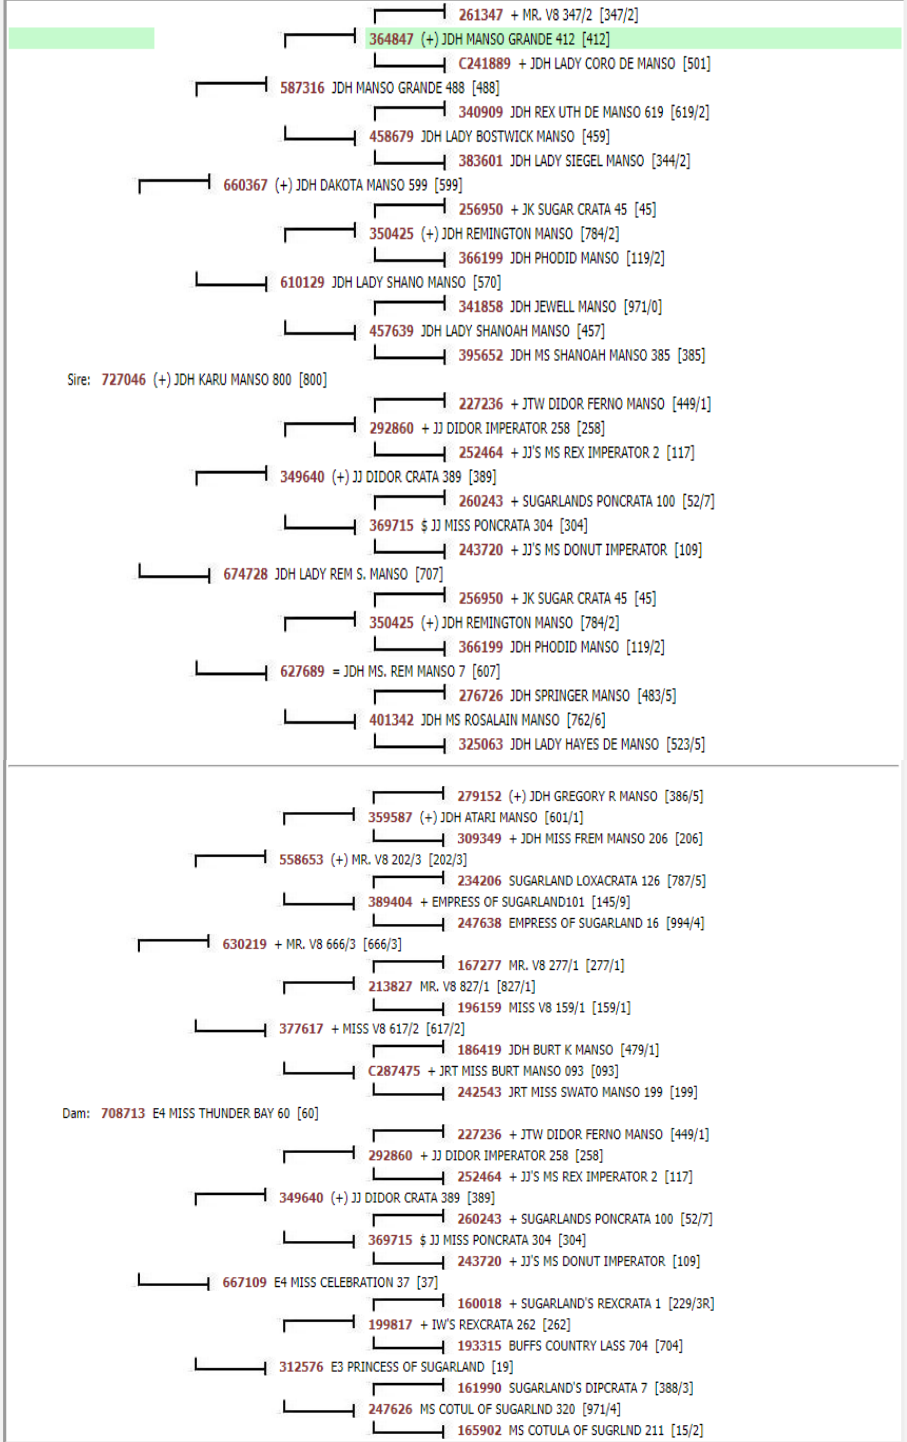 261347 + MR. V8 347/2 [347/2]
364847 (+) JDH MANSO GRANDE 412 [412]
C241889 + JDH LADY CORO DE MANSO [501]
587316 JDH MANSO GRANDE 488 [488]
340909 JDH REX UTH DE MANSO 619 [619/2]
458679 JDH LADY BOSTWICK MANSO [459]
383601 JDH LADY SIEGEL MANSO [344/2]
660367 (+) JDH DAKOTA MANSO 599 [599]
256950 + JK SUGAR CRATA 45 [45]
350425 (+) JDH REMINGTON MANSO [784/2]
366199 JDH PHODID MANSO [119/2]
610129 JDH LADY SHANO MANSO [570]
341858 JDH JEWELL MANSO [971/0]
457639 JDH LADY SHANOAH MANSO [457]
395652 JDH MS SHANOAH MANSO 385 [385]
Sire: 727046 (+) JDH KARU MANSO 800 [800]
227236 + JTW DIDOR FERNO MANSO [449/1]
292860 + JJ DIDOR IMPERATOR 258 [258]
252464 + JJ'S MS REX IMPERATOR 2 [117]
349640 (+) JJ DIDOR CRATA 389 [389]
260243 + SUGARLANDS PONCRATA 100 [52/7]
369715 $ JJ MISS PONCRATA 304 [304]
243720 + JJ'S MS DONUT IMPERATOR [109]
674728 JDH LADY REM S. MANSO [707]
256950 + JK SUGAR CRATA 45 [45]
350425 (+) JDH REMINGTON MANSO [784/2]
366199 JDH PHODID MANSO [119/2]
627689 = JDH MS. REM MANSO 7 [607]
276726 JDH SPRINGER MANSO [483/5]
401342 JDH MS ROSALAIN MANSO [762/6]
325063 JDH LADY HAYES DE MANSO [523/5]
279152 (+) JDH GREGORY R MANSO [386/5]
359587 (+) JDH ATARI MANSO [601/1]
309349 + JDH MISS FREM MANSO 206 [206]
558653 (+) MR. V8 202/3 [202/3]
234206 SUGARLAND LOXACRATA 126 [787/5]
389404 + EMPRESS OF SUGARLAND101 [145/9]
247638 EMPRESS OF SUGARLAND 16 [994/4]
630219 + MR. V8 666/3 [666/3]
167277 MR. V8 277/1 [277/1]
213827 MR. V8 827/1 [827/1]
196159 MISS V8 159/1 [159/1]
377617 + MISS V8 617/2 [617/2]
186419 JDH BURT K MANSO [479/1]
C287475 + JRT MISS BURT MANSO 093 [093]
242543 JRT MISS SWATO MANSO 199 [199]
Dam: 708713 E4 MISS THUNDER BAY 60 [60]
227236 + JTW DIDOR FERNO MANSO [449/1]
292860 + JJ DIDOR IMPERATOR 258 [258]
252464 + JJ'S MS REX IMPERATOR 2 [117]
349640 (+) JJ DIDOR CRATA 389 [389]
260243 + SUGARLANDS PONCRATA 100 [52/7]
369715 $ JJ MISS PONCRATA 304 [304]
243720 + JJ'S MS DONUT IMPERATOR [109]
667109 E4 MISS CELEBRATION 37 [37]
160018 + SUGARLAND'S REXCRATA 1 [229/3R]
199817 + IW'S REXCRATA 262 [262]
193315 BUFFS COUNTRY LASS 704 [704]
312576 E3 PRINCESS OF SUGARLAND [19]
161990 SUGARLAND'S DIPCRATA 7 [388/3]
247626 MS COTUL OF SUGARLND 320 [971/4]
165902 MS COTULA OF SUGRLND 211 [15/2]